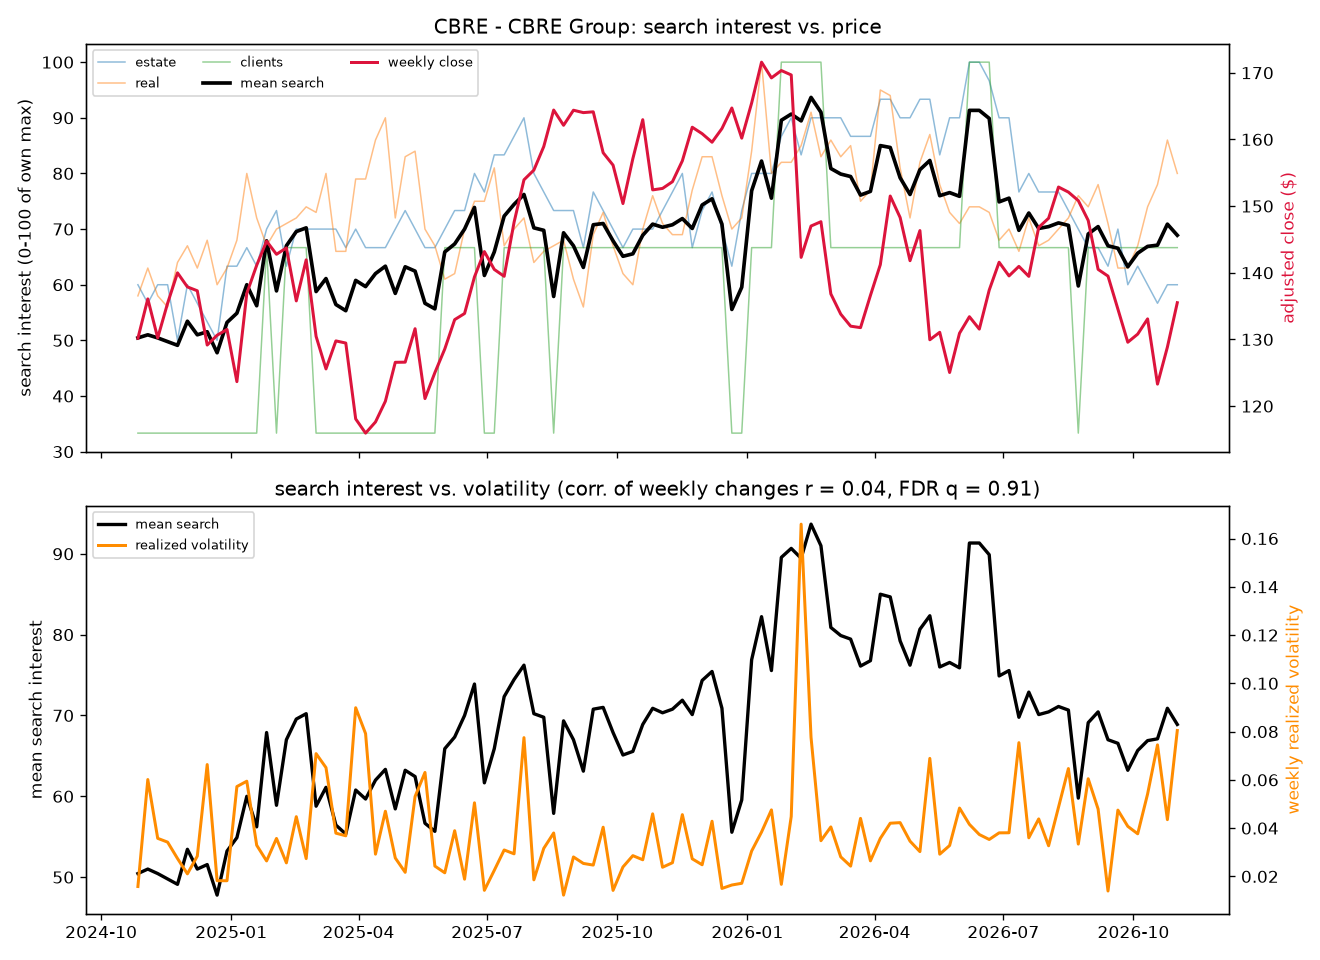 CBRE - CBRE Group: search interest vs. price
estate
real
clients
mean search
weekly close
search interest (0-100 of own max)
100
90
80
70
60
50
40
30
adjusted close ($)
170
160
150
140
130
120
search interest vs. volatility (corr. of weekly changes r = 0.04, FDR q = 0.91)
mean search
realized volatility
mean search interest
90
80
70
60
50
weekly realized volatility
0.16
0.14
0.12
0.10
0.08
0.06
0.04
0.02
2024-10
2025-01
2025-04
2025-07
2025-10
2026-01
2026-04
2026-07
2026-10